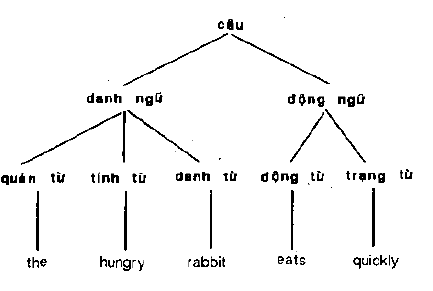 câu
danh ngữ động ngữ
quán từ tính từ danh từ động từ trạng từ
the hungry rabbit eats quickly